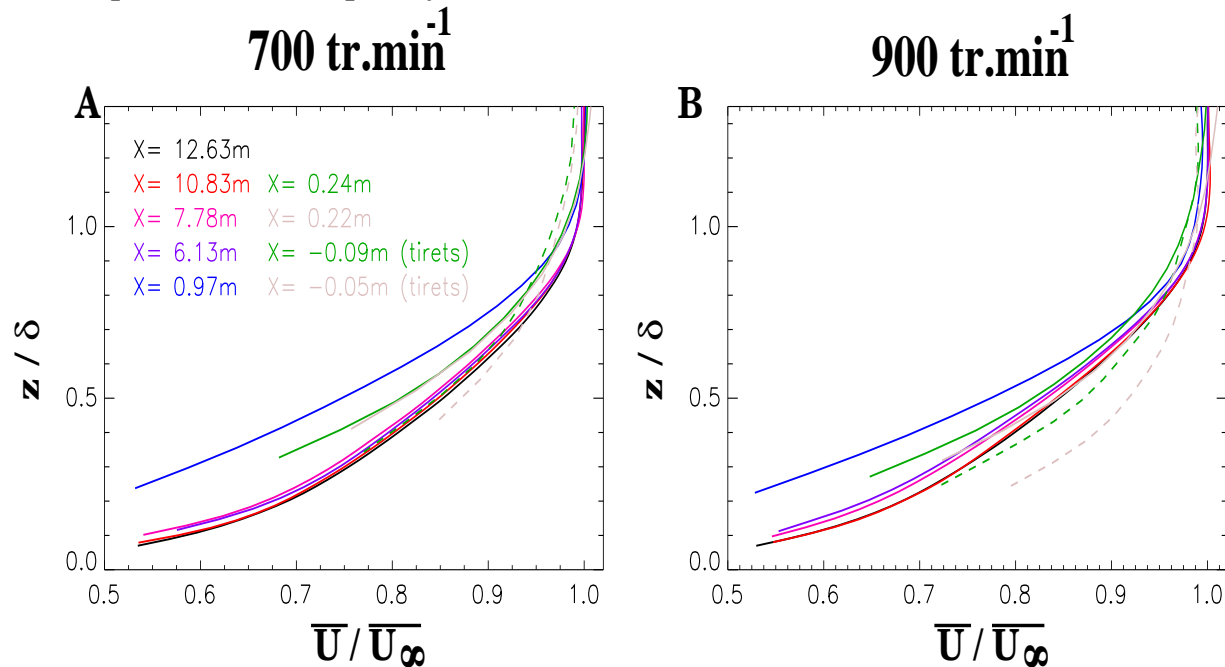 700 tr.min-1
900 tr.min-1
A
B
X= 12.63m
X= 10.83m X= 0.24m
X= 7.78m X= 0.22m
X= 6.13m X= −0.09m (tirets)
X= 0.97m X= −0.05m (tirets)
z / δ
1.0
0.5
0.0
0.5 0.6 0.7 0.8 0.9 1.0
U / U∞
z / δ
1.0
0.5
0.0
0.5 0.6 0.7 0.8 0.9 1.0
U / U∞